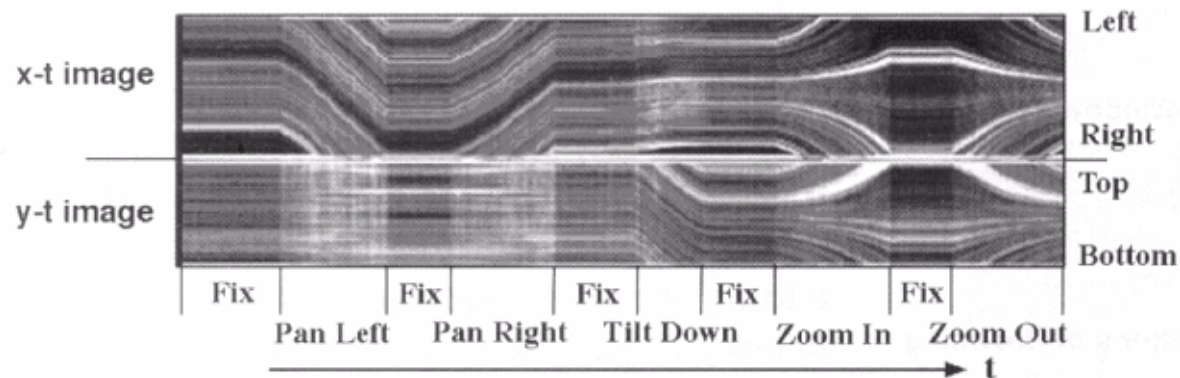 Left
x-t image
Right
Top
y-t image
Bottom
Fix Fix Fix Fix Fix
Pan Left Pan Right Tilt Down Zoom In Zoom Out
t